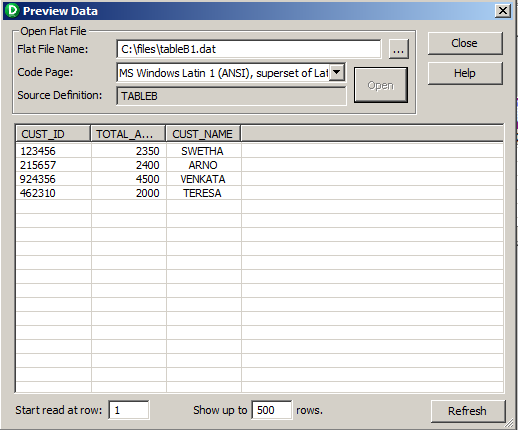 Preview Data
Open Flat File
Flat File Name: C:\files\tableB1.dat ...
Close
Code Page: MS Windows Latin 1 (ANSI), superset of Lat
Open
Help
Source Definition: TABLEB
CUST_ID TOTAL_A... CUST_NAME
123456 2350 SWETHA
215657 2400 ARNO
924356 4500 VENKATA
462310 2000 TERESA
Start read at row: 1 Show up to 500 rows. Refresh